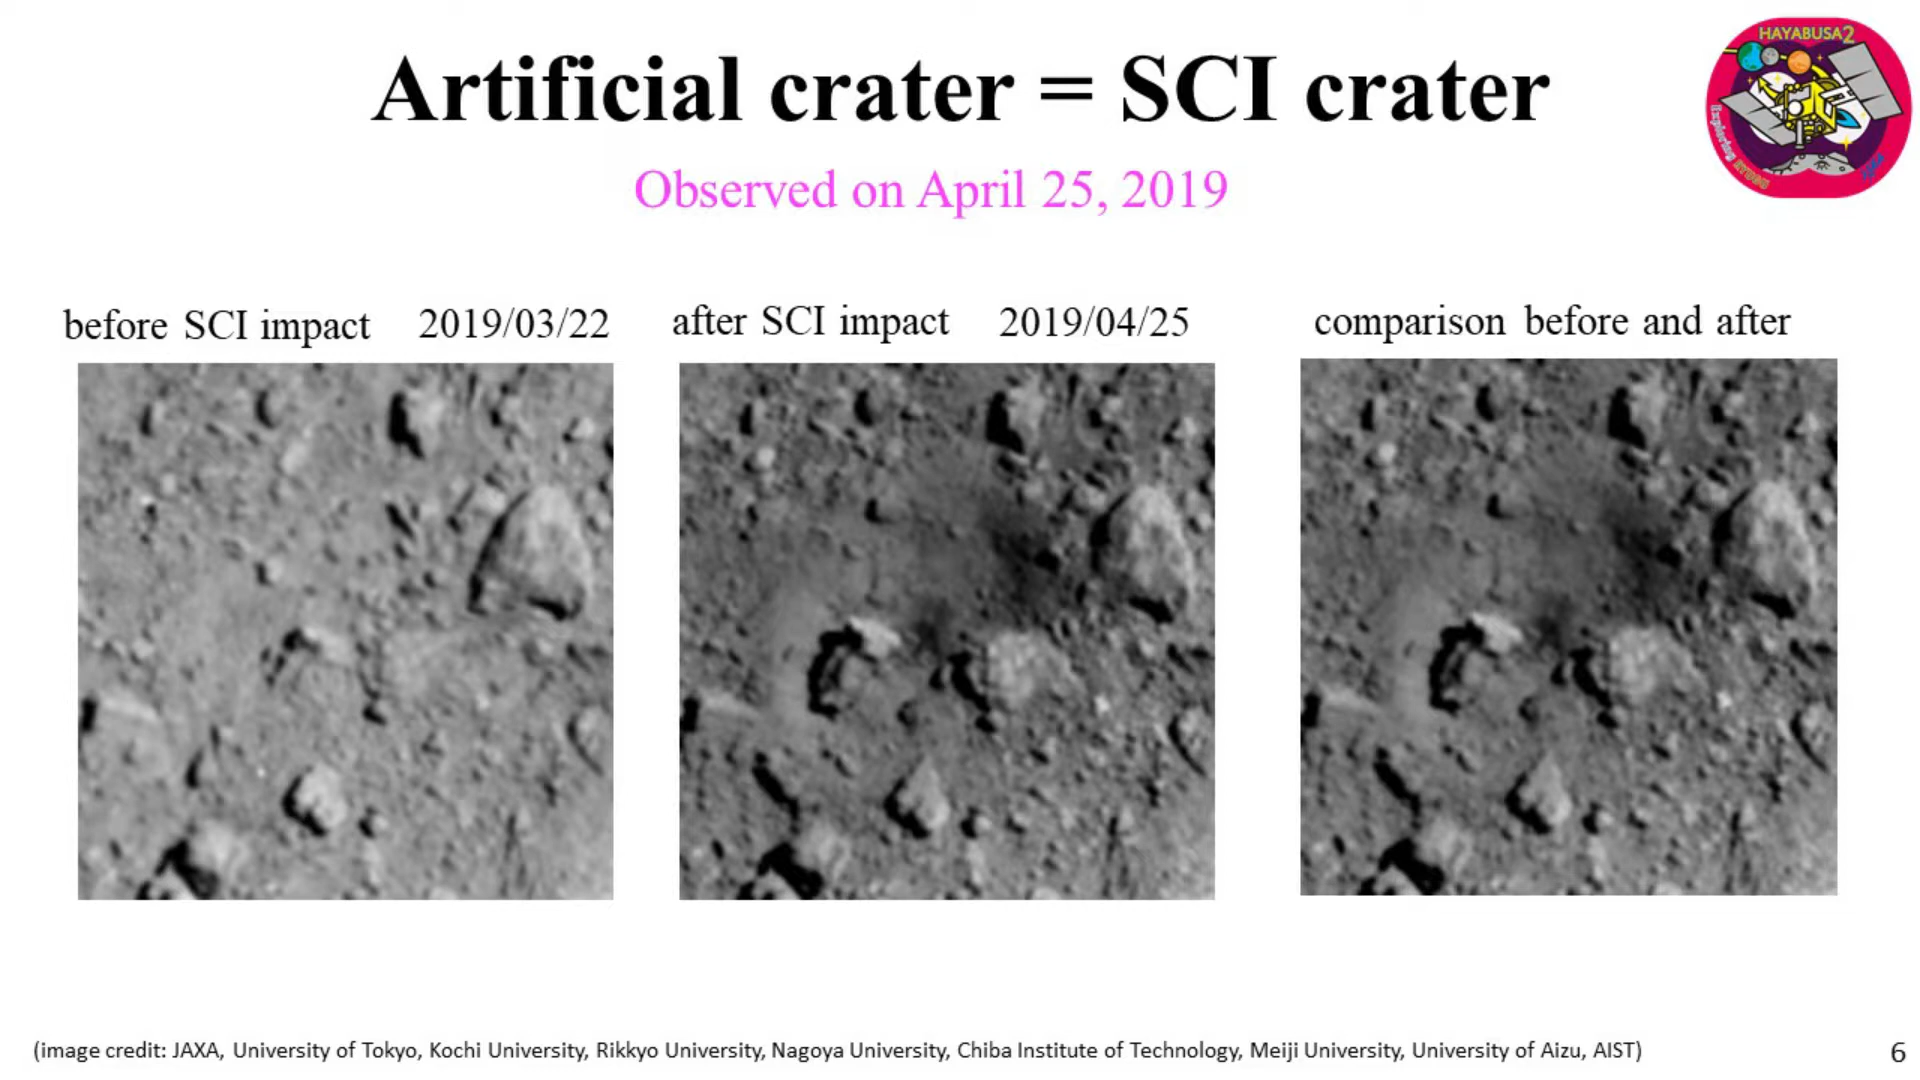 Artificial crater = SCI crater
HAYABUSA2
Exploring RYUGU
Observed on April 25, 2019
before SCI impact 2019/03/22
after SCI impact 2019/04/25
comparison before and after
(image credit: JAXA, University of Tokyo, Kochi University, Rikkyo University, Nagoya University, Chiba Institute of Technology, Meiji University, University of Aizu, AIST)
6